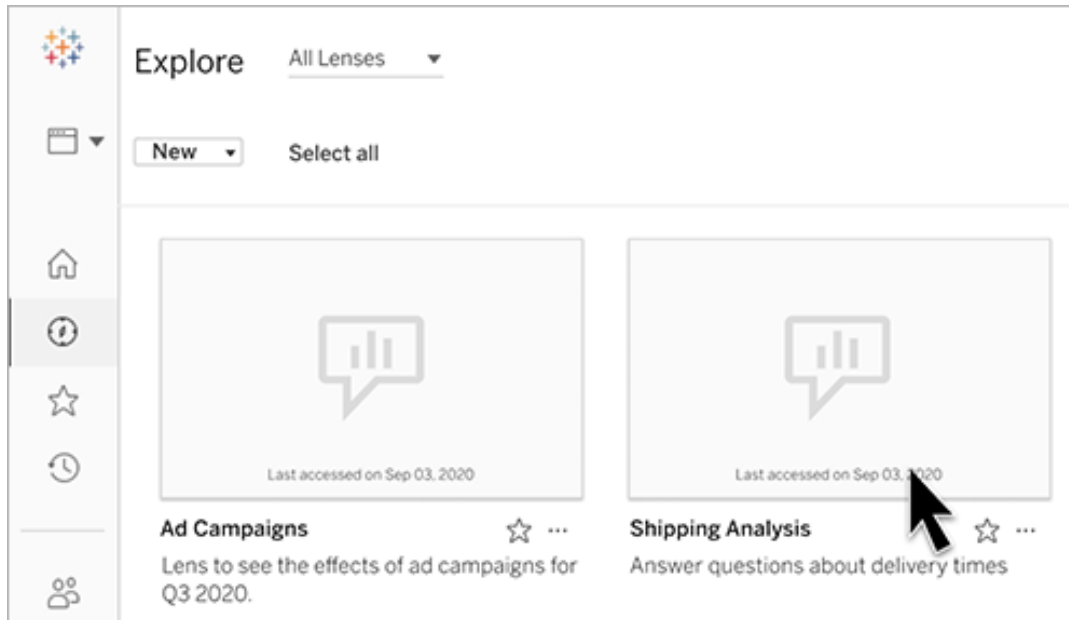 Explore
All Lenses
New
Select all
Last accessed on Sep 03, 2020
Last accessed on Sep 03, 2020
Ad Campaigns
Lens to see the effects of ad campaigns for
Q3 2020.
Shipping Analysis
Answer questions about delivery times